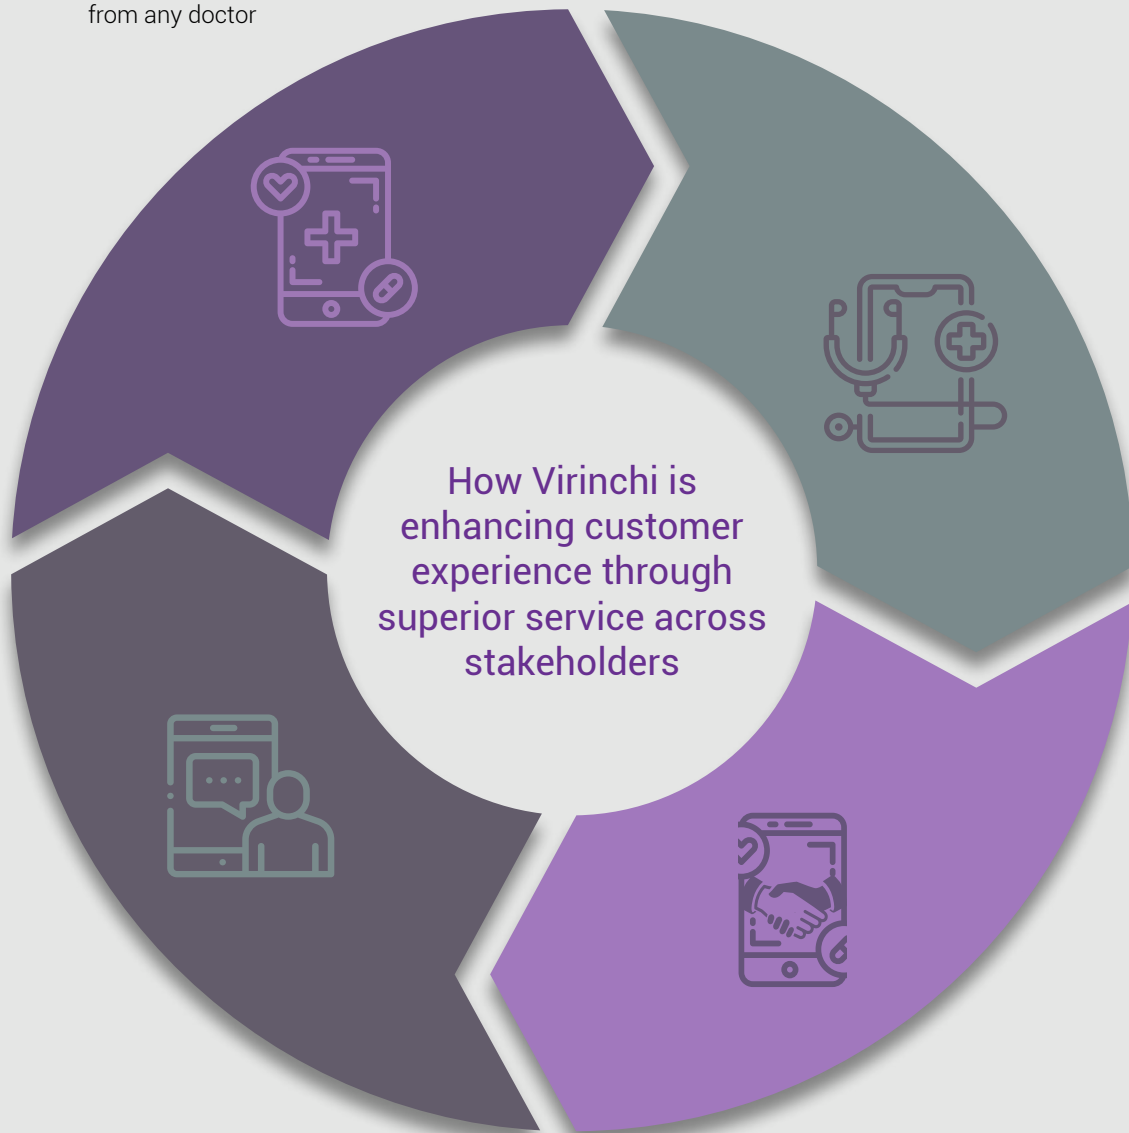 from any doctor
How Virinchi is
enhancing customer
experience through
superior service across
stakeholders